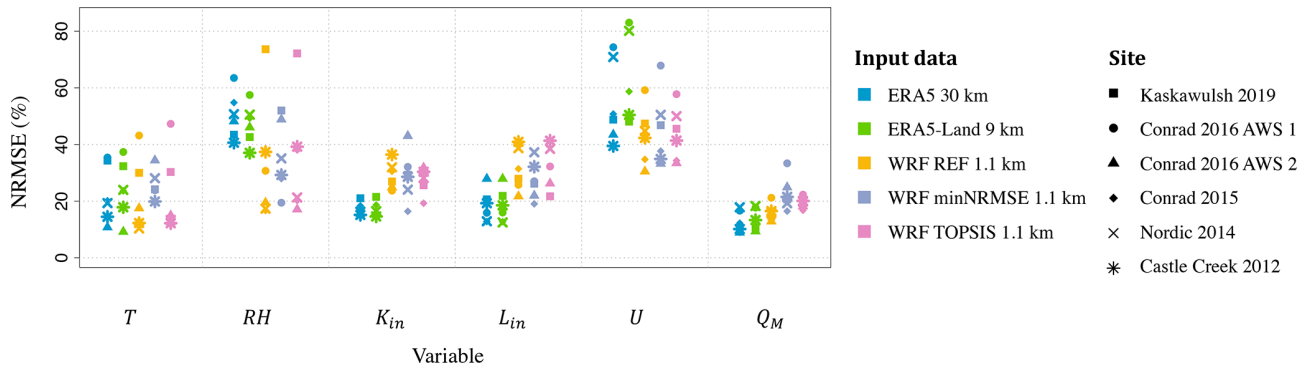 NRMSE (%)
80
60
40
20
0
T RH K_in L_in U Q_M
Variable
Input data
ERA5 30 km
ERA5-Land 9 km
WRF REF 1.1 km
WRF minNRMSE 1.1 km
WRF TOPSIS 1.1 km
Site
Kaskawulsh 2019
Conrad 2016 AWS 1
Conrad 2016 AWS 2
Conrad 2015
Nordic 2014
Castle Creek 2012